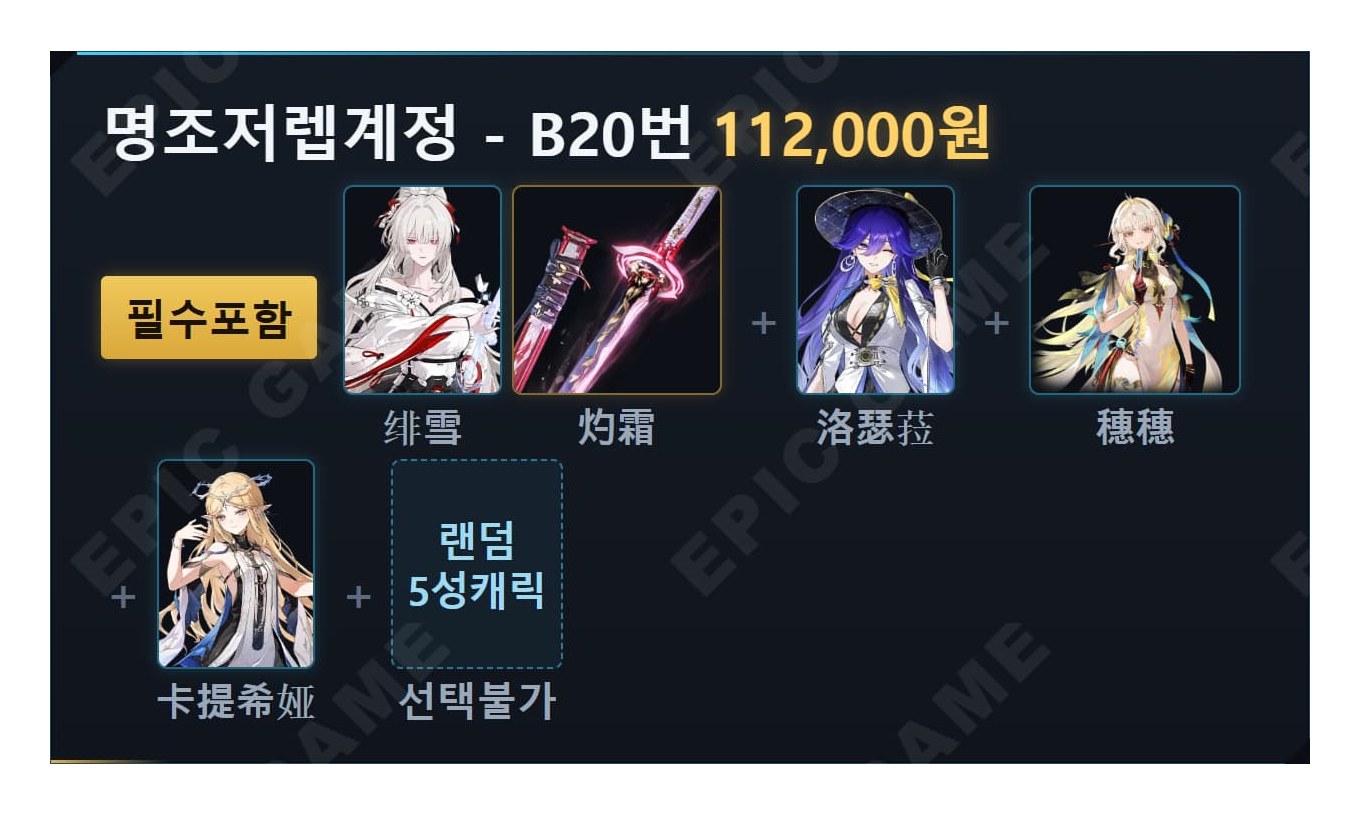 명조저렙계정 - B20번 112,000원
필수포함
绯雪
灼霜
+
洛瑟菈
+
穗穗
+
卡提希娅
+
랜덤
5성캐릭
선택불가
EPIC GAME